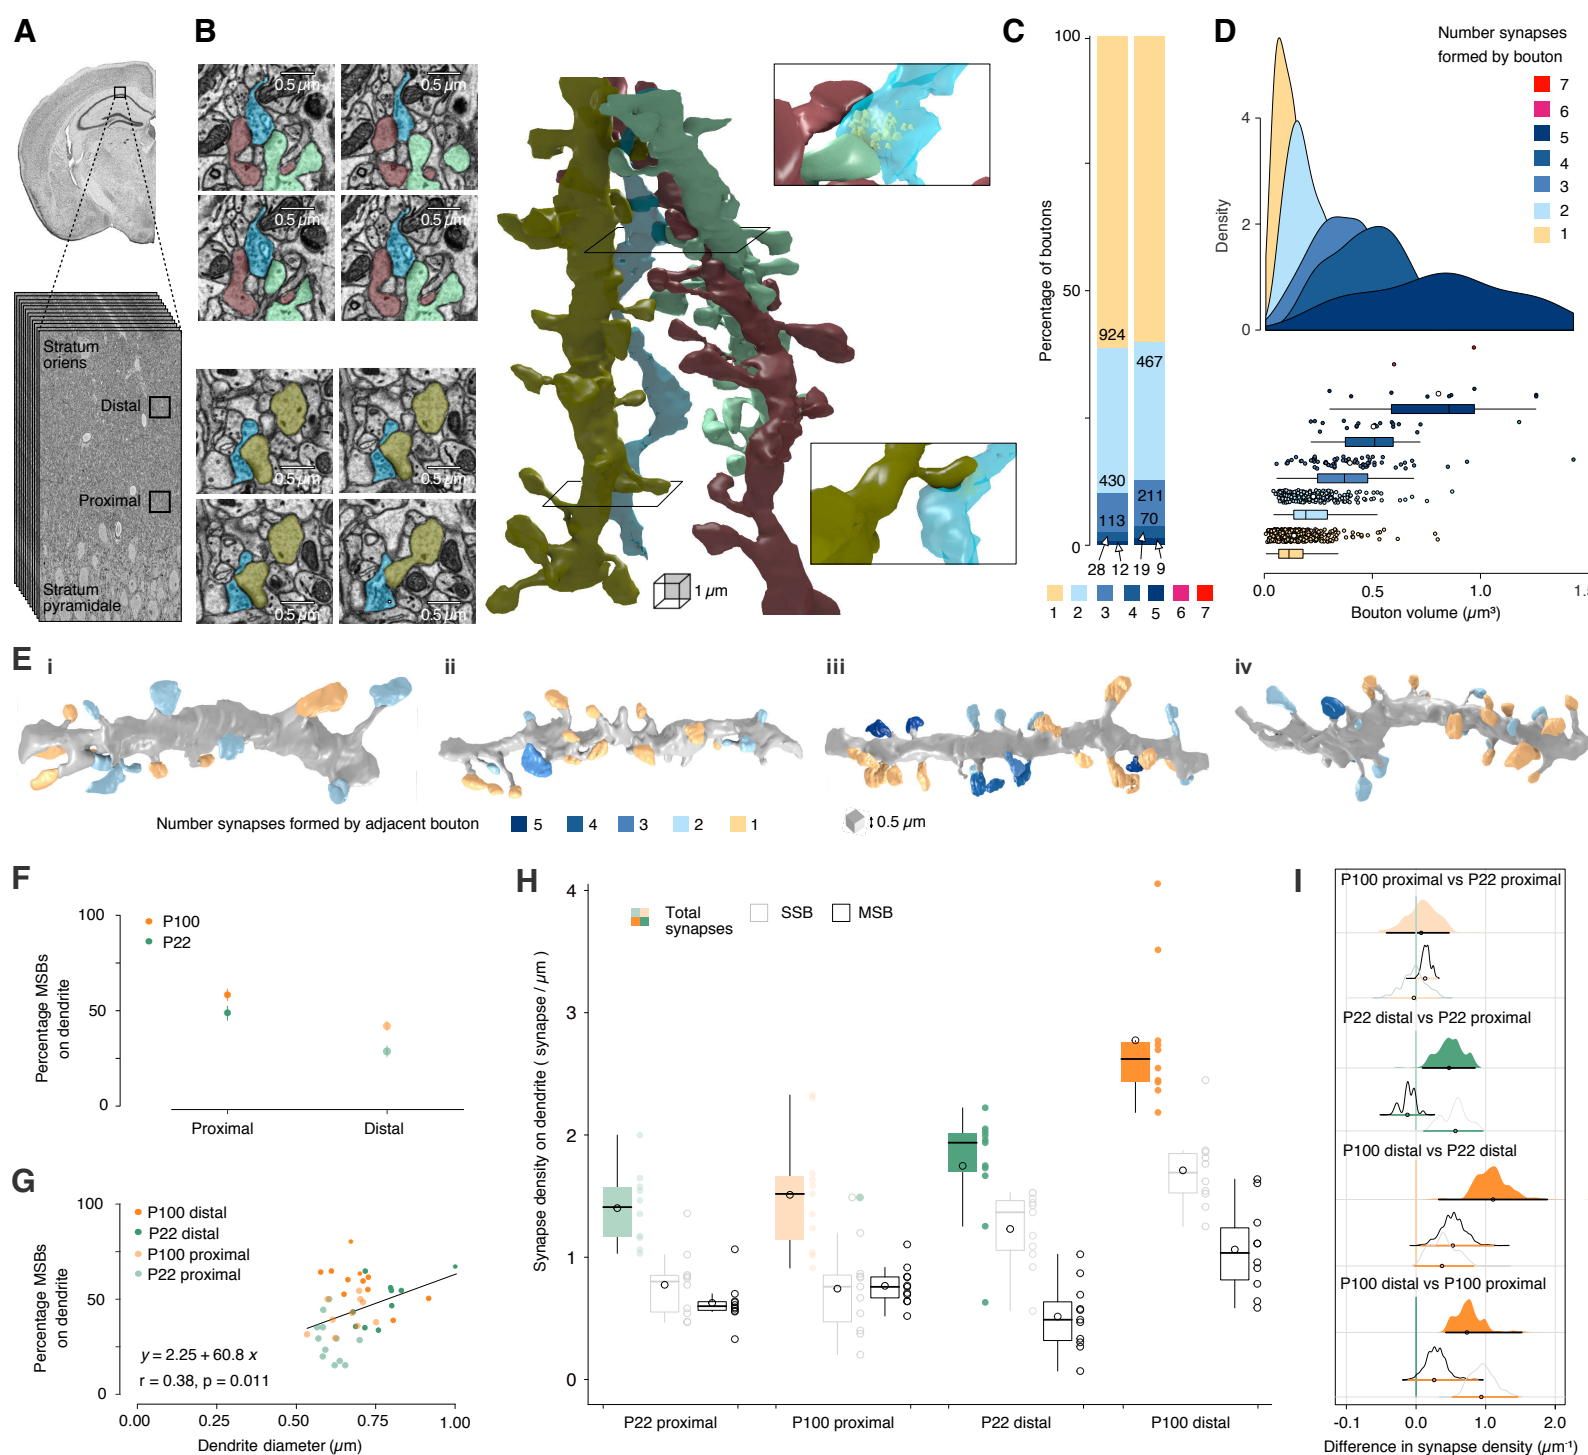 A
B
C
D
0.5 µm
0.5 µm
0.5 µm
0.5 µm
0.5 µm
0.5 µm
0.5 µm
0.5 µm
1 µm
Stratum
oriens
Distal
Proximal
Stratum
pyramidale
Percentage of boutons
100
50
0
924
430
113
28
12
467
211
70
19
9
1 2 3 4 5 6 7
Number synapses
formed by bouton
7
6
5
4
3
2
1
Density
4
2
0
0.0 0.5 1.0 1.5
Bouton volume (µm³)
E
i
ii
iii
iv
Number synapses formed by adjacent bouton
5 4 3 2 1
0.5 µm
F
Percentage MSBs
on dendrite
100
50
0
P100
P22
Proximal
Distal
G
Percentage MSBs
on dendrite
100
50
0
P100 distal
P22 distal
P100 proximal
P22 proximal
y = 2.25 + 60.8 x
r = 0.38, p = 0.011
0.00 0.25 0.50 0.75 1.00
Dendrite diameter (µm)
H
Synapse density on dendrite ( synapse / µm )
4
3
2
1
0
Total
synapses
SSB
MSB
P22 proximal
P100 proximal
P22 distal
P100 distal
I
P100 proximal vs P22 proximal
P22 distal vs P22 proximal
P100 distal vs P22 distal
P100 distal vs P100 proximal
-0.1 0.0 1.0 2.0
Difference in synapse density (µm⁻¹)